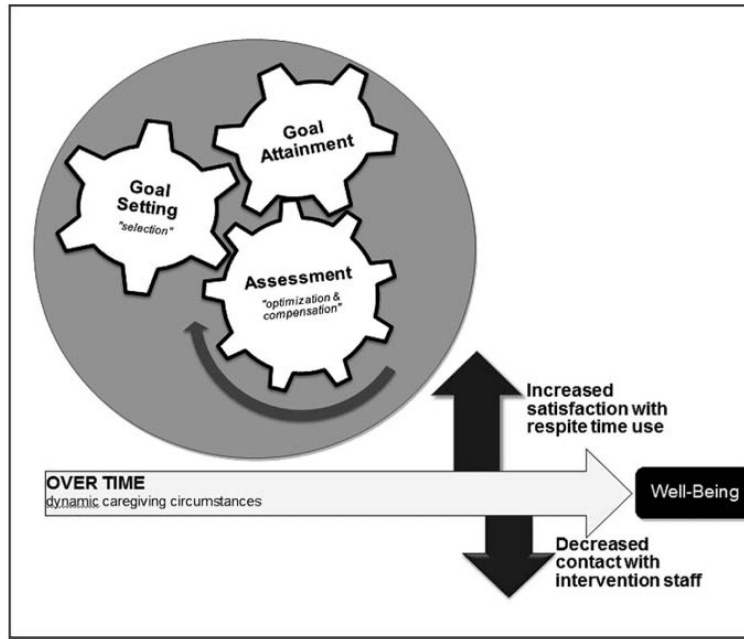 Goal
Attainment
Goal
Setting
"selection"
Assessment
"optimization &
compensation"
Increased
satisfaction with
respite time use
OVER TIME
dynamic caregiving circumstances
Well-Being
Decreased
contact with
intervention staff